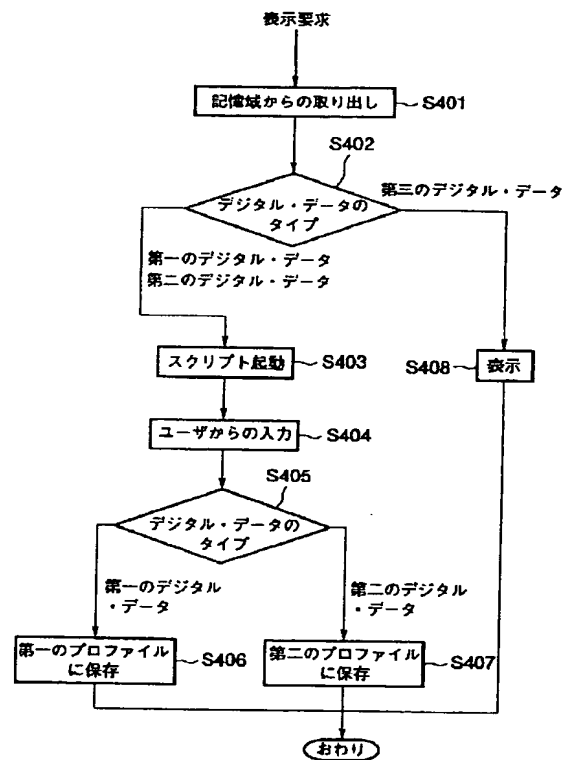 表示要求
記憶域からの取り出し
S401
S402
デジタル・データの
タイプ
第三のデジタル・データ
第一のデジタル・データ
第二のデジタル・データ
スクリプト起動
S403
S408
表示
ユーザからの入力
S404
S405
デジタル・データの
タイプ
第一のデジタル
・データ
第二のデジタル
・データ
第一のプロファイル
に保存
S406
第二のプロファイル
に保存
S407
おわり